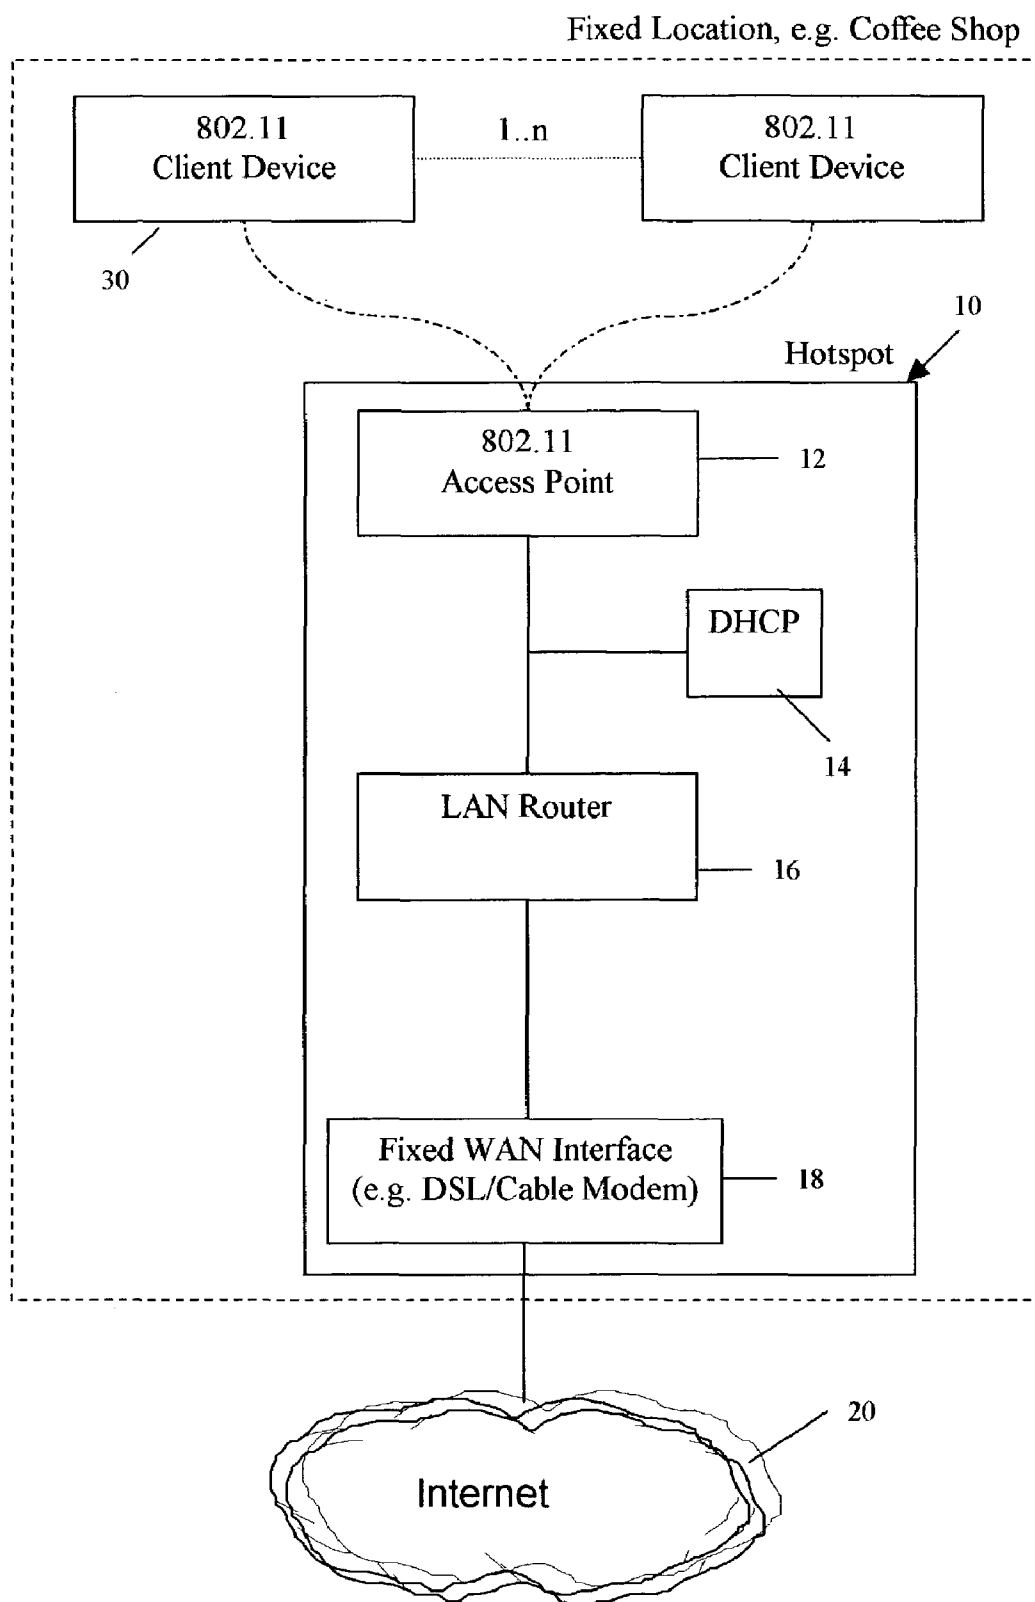 Fixed Location, e.g. Coffee Shop
802.11
Client Device
1..n
802.11
Client Device
30
10
Hotspot
802.11
Access Point
12
DHCP
14
LAN Router
16
Fixed WAN Interface
(e.g. DSL/Cable Modem)
18
20
Internet